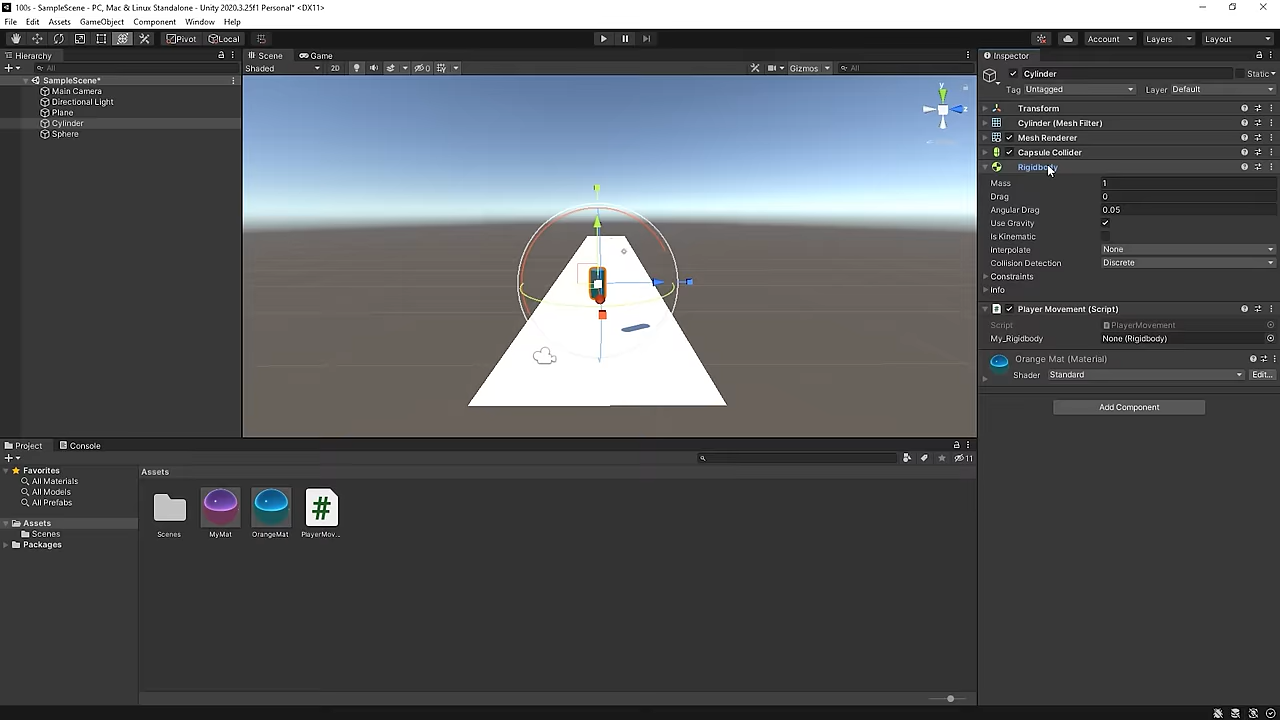 100s - SampleScene - PC, Mac & Linux Standalone - Unity 2020.3.25f1 Personal* <DX11>
File Edit Assets GameObject Component Window Help
Pivot Local Account Layers Layout
Hierarchy
All
SampleScene*
Main Camera
Directional Light
Plane
Cylinder
Sphere
Scene Game
Shaded 2D 0 Gizmos All
y
z
Inspector
Cylinder Static
Tag Untagged Layer Default
Transform
Cylinder (Mesh Filter)
Mesh Renderer
Capsule Collider
Rigidbody
Mass 1
Drag 0
Angular Drag 0.05
Use Gravity
Is Kinematic
Interpolate None
Collision Detection Discrete
Constraints
Info
# Player Movement (Script)
Script PlayerMovement
My_Rigidbody None (Rigidbody)
Orange Mat (Material)
Shader Standard Edit...
Add Component
Project Console
11
Favorites
All Materials
All Models
All Prefabs
Assets
Scenes
Packages
Assets
#
Scenes MyMat OrangeMat PlayerMov...